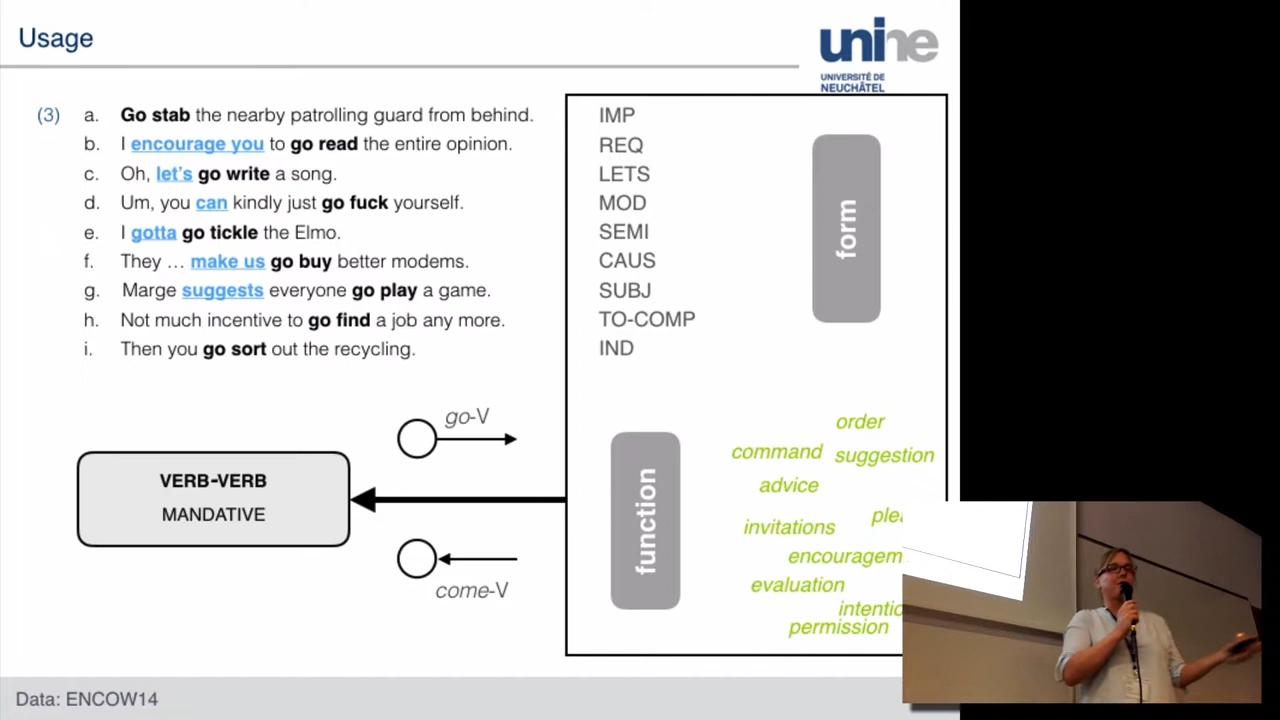 Usage
unine
UNIVERSITÉ DE
NEUCHÂTEL
(3) a. Go stab the nearby patrolling guard from behind.
b. I encourage you to go read the entire opinion.
c. Oh, let's go write a song.
d. Um, you can kindly just go fuck yourself.
e. I gotta go tickle the Elmo.
f. They … make us go buy better modems.
g. Marge suggests everyone go play a game.
h. Not much incentive to go find a job any more.
i. Then you go sort out the recycling.
IMP
REQ
LETS
MOD
SEMI
CAUS
SUBJ
TO-COMP
IND
form
go-V
VERB-VERB
MANDATIVE
come-V
function
order
command
suggestion
advice
invitations
evaluation
permission
Data: ENCOW14